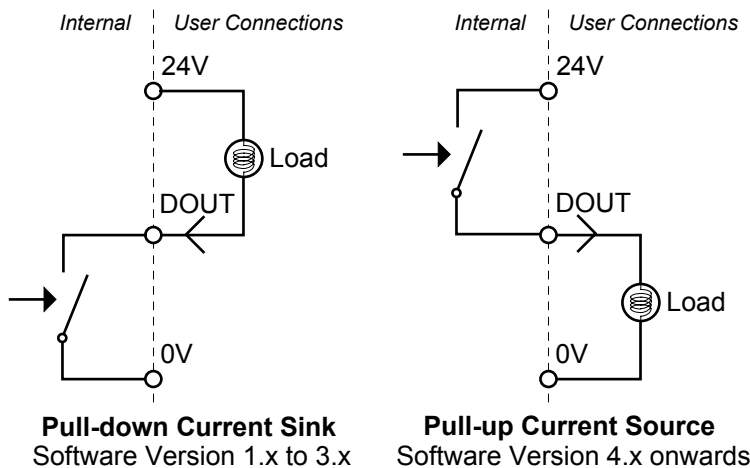 Internal
User Connections
24V
Load
DOUT
0V
Pull-down Current Sink
Software Version 1.x to 3.x
Internal
User Connections
24V
DOUT
Load
0V
Pull-up Current Source
Software Version 4.x onwards